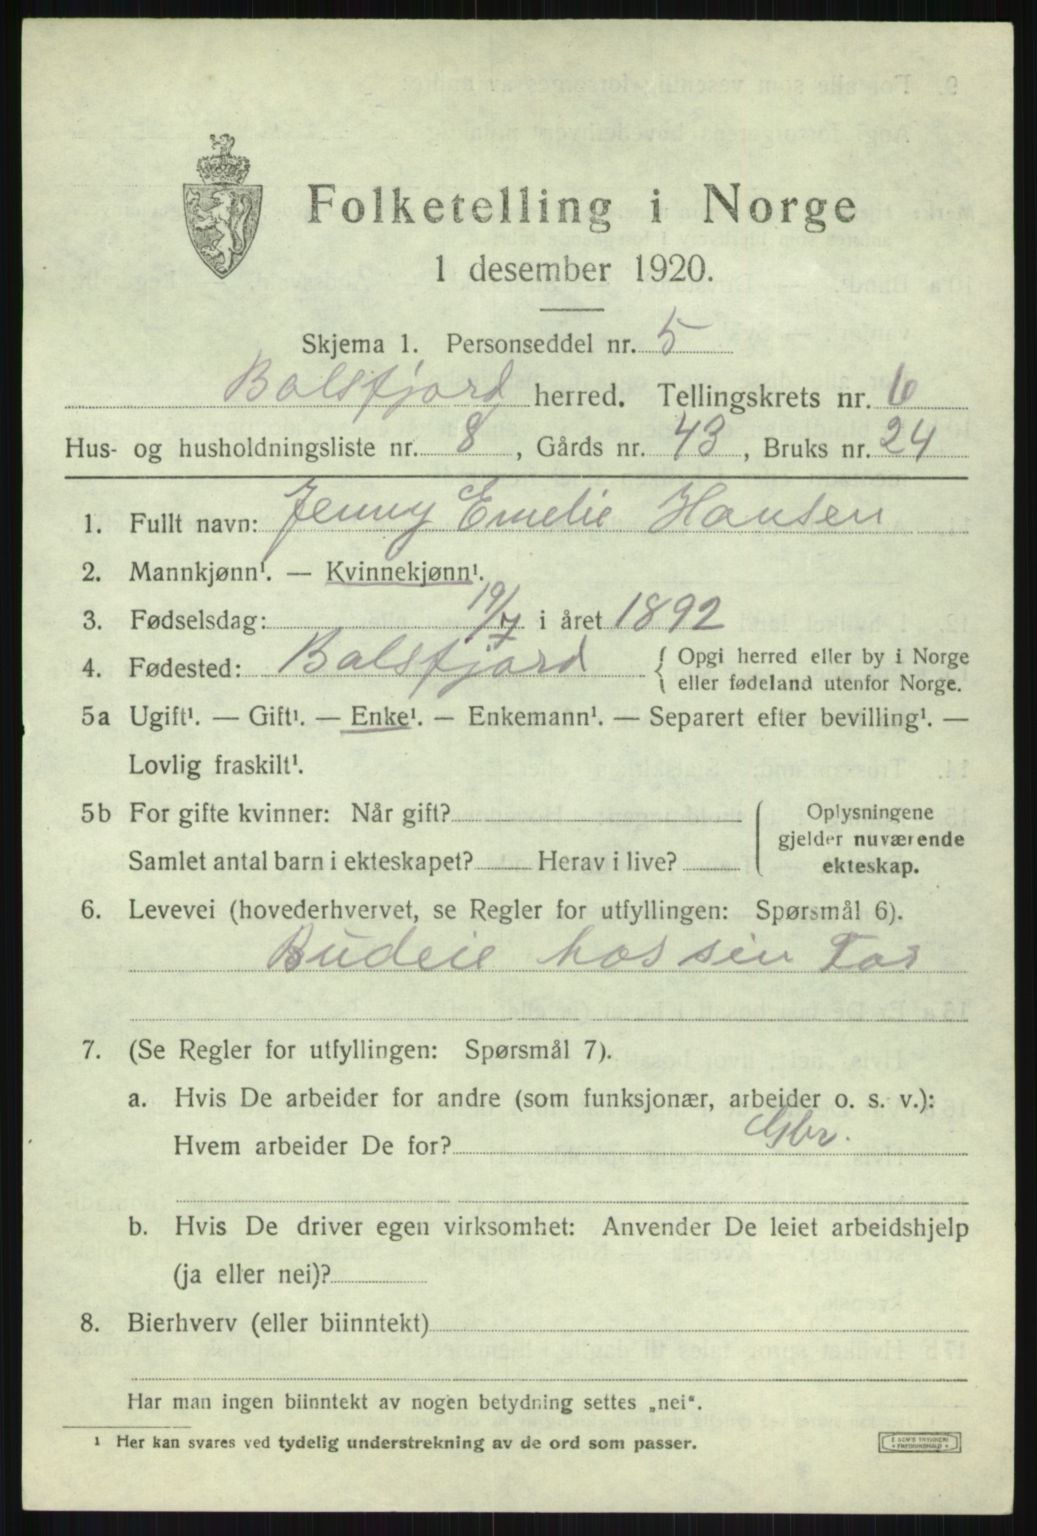 Folketelling i Norge
1 desember 1920.
Skjema 1. Personseddel nr. 5
Balsfjord herred. Tellingskrets nr. 6
Hus- og husholdningsliste nr. 8, Gårds nr. 43, Bruks nr. 24
1. Fullt navn: Jenny Emelie Hansen
2. Mannkjønn¹. — Kvinnekjønn¹.
3. Fødselsdag: 19/7 i året 1892
4. Fødested: Balsfjord { Opgi herred eller by i Norge
eller fødeland utenfor Norge.
5a Ugift¹. — Gift¹. — Enke¹. — Enkemann¹. — Separert efter bevilling¹. —
Lovlig fraskilt¹.
5b For gifte kvinner: Når gift?
Samlet antal barn i ekteskapet? Herav i live?
Oplysningene
gjelder nuværende
ekteskap.
6. Levevei (hovederhvervet, se Regler for utfyllingen: Spørsmål 6).
Budeie hos sin Far
7. (Se Regler for utfyllingen: Spørsmål 7).
a. Hvis De arbeider for andre (som funksjonær, arbeider o. s. v.):
Hvem arbeider De for? Gbr.
b. Hvis De driver egen virksomhet: Anvender De leiet arbeidshjelp
(ja eller nei)?
8. Bierhverv (eller biinntekt)
Har man ingen biinntekt av nogen betydning settes „nei“.
¹ Her kan svares ved tydelig understrekning av de ord som passer.